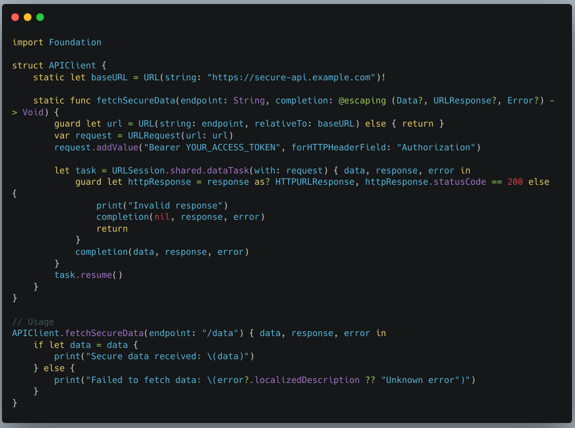 import Foundation
struct APIClient {
    static let baseURL = URL(string: "https://secure-api.example.com")!
    static func fetchSecureData(endpoint: String, completion: @escaping (Data?, URLResponse?, Error?) -
> Void) {
        guard let url = URL(string: endpoint, relativeTo: baseURL) else { return }
        var request = URLRequest(url: url)
        request.addValue("Bearer YOUR_ACCESS_TOKEN", forHTTPHeaderField: "Authorization")
        let task = URLSession.shared.dataTask(with: request) { data, response, error in
            guard let httpResponse = response as? HTTPURLResponse, httpResponse.statusCode == 200 else
{
                print("Invalid response")
                completion(nil, response, error)
                return
            }
            completion(data, response, error)
        }
        task.resume()
    }
}
// Usage
APIClient.fetchSecureData(endpoint: "/data") { data, response, error in
    if let data = data {
        print("Secure data received: \(data)")
    } else {
        print("Failed to fetch data: \(error?.localizedDescription ?? "Unknown error")")
    }
}